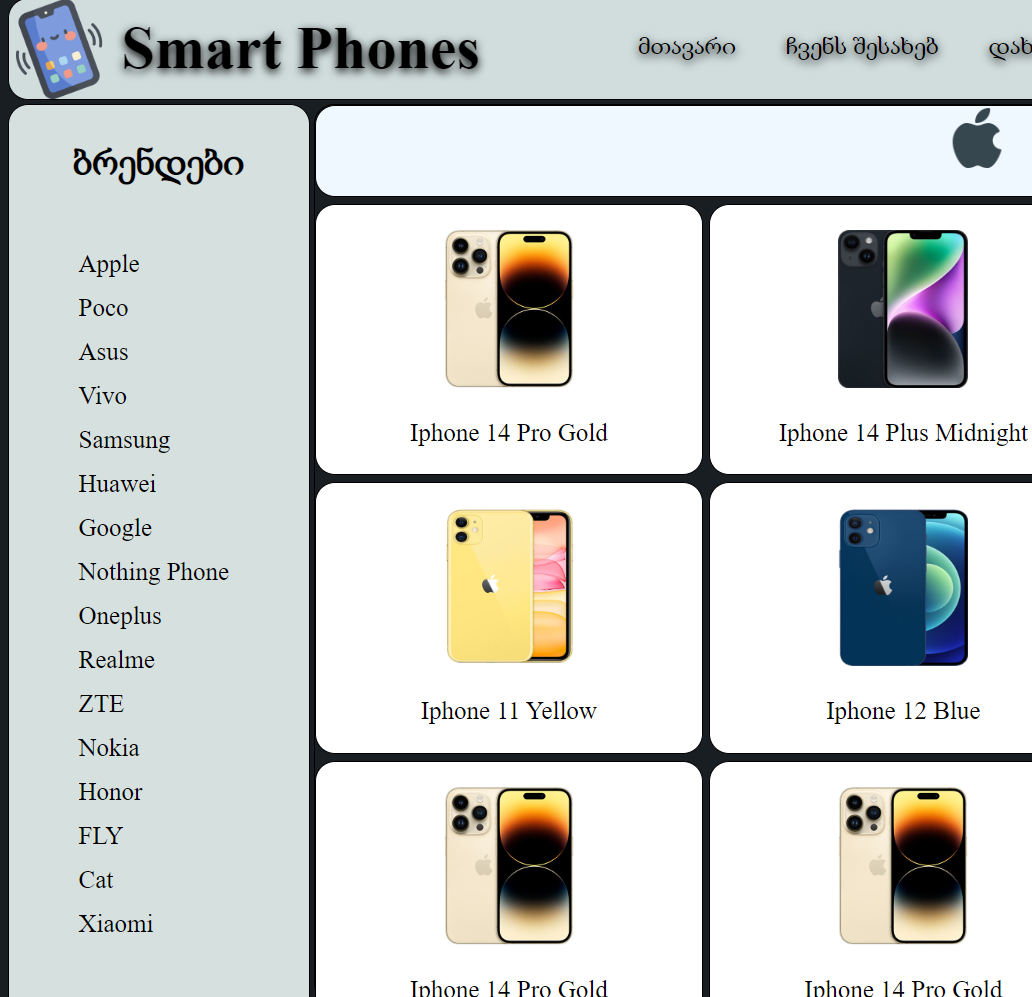 Smart Phones
მთავარი
ჩვენს შესახებ
დახ
ბრენდები
Apple
Poco
Asus
Vivo
Samsung
Huawei
Google
Nothing Phone
Oneplus
Realme
ZTE
Nokia
Honor
FLY
Cat
Xiaomi
Iphone 14 Pro Gold
Iphone 14 Plus Midnight
Iphone 11 Yellow
Iphone 12 Blue
Iphone 14 Pro Gold
Iphone 14 Pro Gold